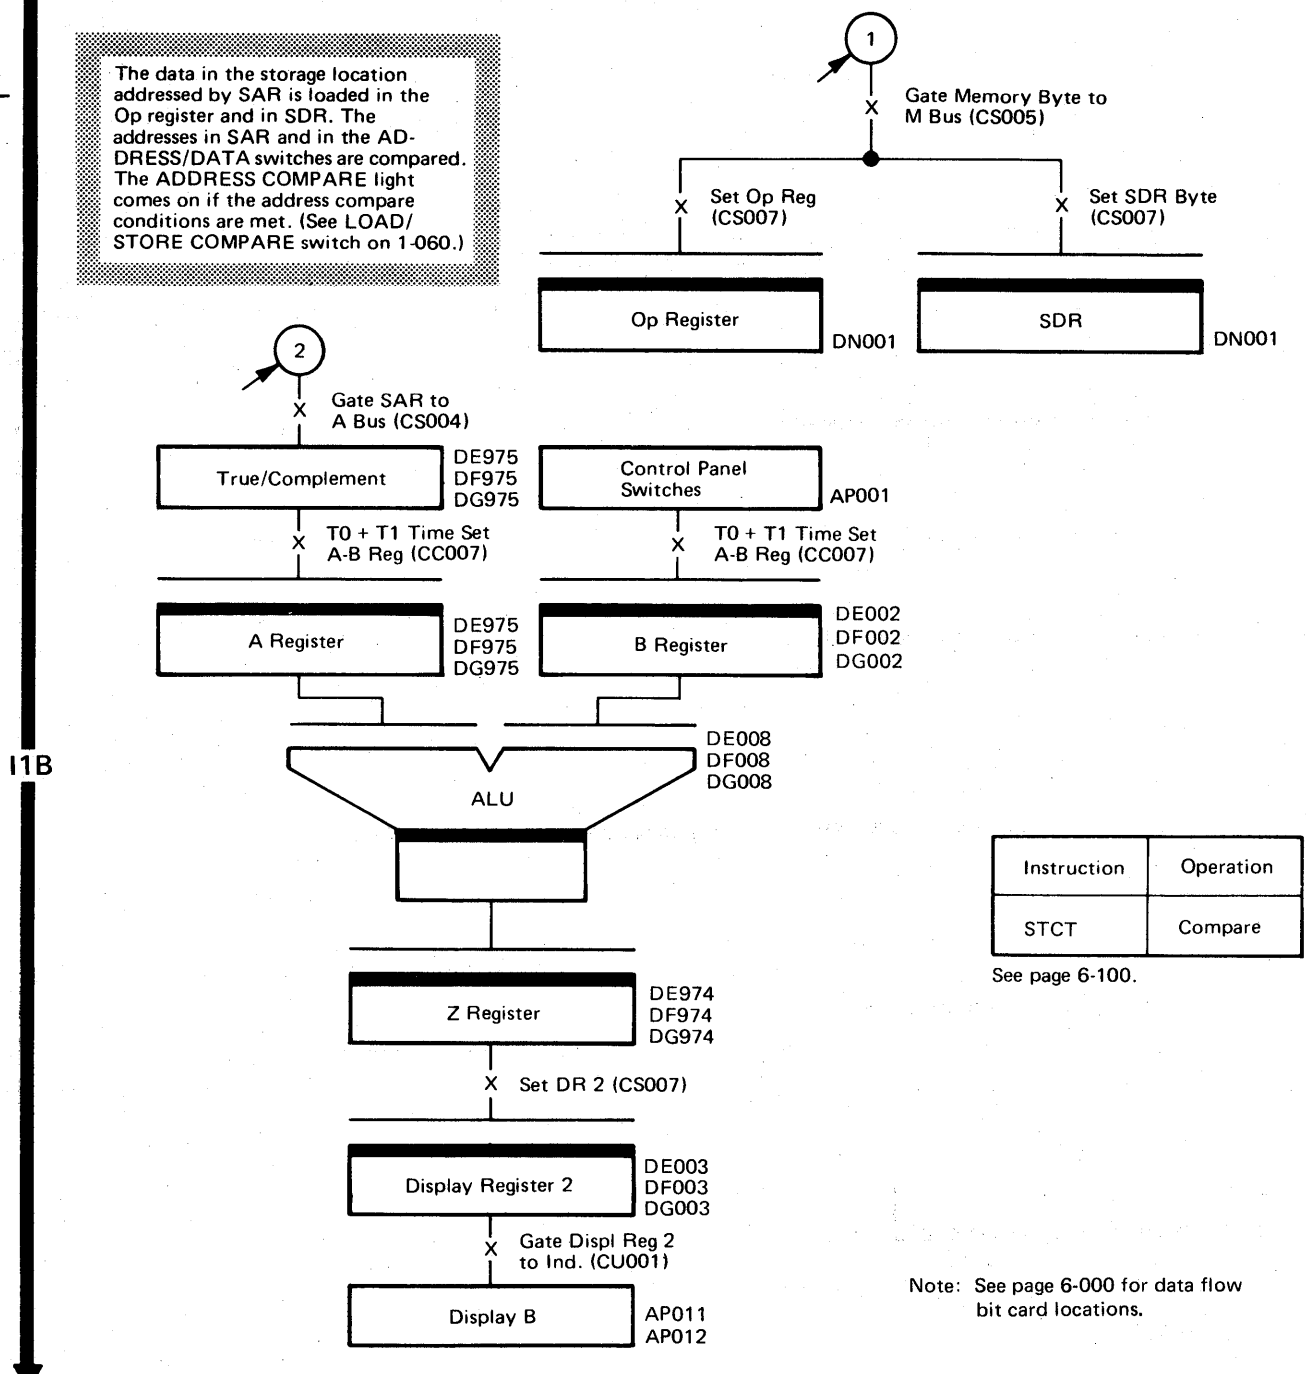 The data in the storage location
addressed by SAR is loaded in the
Op register and in SDR. The
addresses in SAR and in the AD-
DRESS/DATA switches are compared.
The ADDRESS COMPARE light
comes on if the address compare
conditions are met. (See LOAD/
STORE COMPARE switch on 1-060.)
1
Gate Memory Byte to
M Bus (CS005)
X
Set Op Reg
(CS007)
X
Set SDR Byte
(CS007)
X
Op Register
DN001
SDR
DN001
2
Gate SAR to
A Bus (CS004)
X
True/Complement
DE975
DF975
DG975
Control Panel
Switches
AP001
T0 + T1 Time Set
A-B Reg (CC007)
X
T0 + T1 Time Set
A-B Reg (CC007)
X
A Register
DE975
DF975
DG975
B Register
DE002
DF002
DG002
I1B
ALU
DE008
DF008
DG008
Instruction Operation
STCT Compare
See page 6-100.
Z Register
DE974
DF974
DG974
X Set DR 2 (CS007)
Display Register 2
DE003
DF003
DG003
X
Gate Displ Reg 2
to Ind. (CU001)
Display B
AP011
AP012
Note: See page 6-000 for data flow
bit card locations.